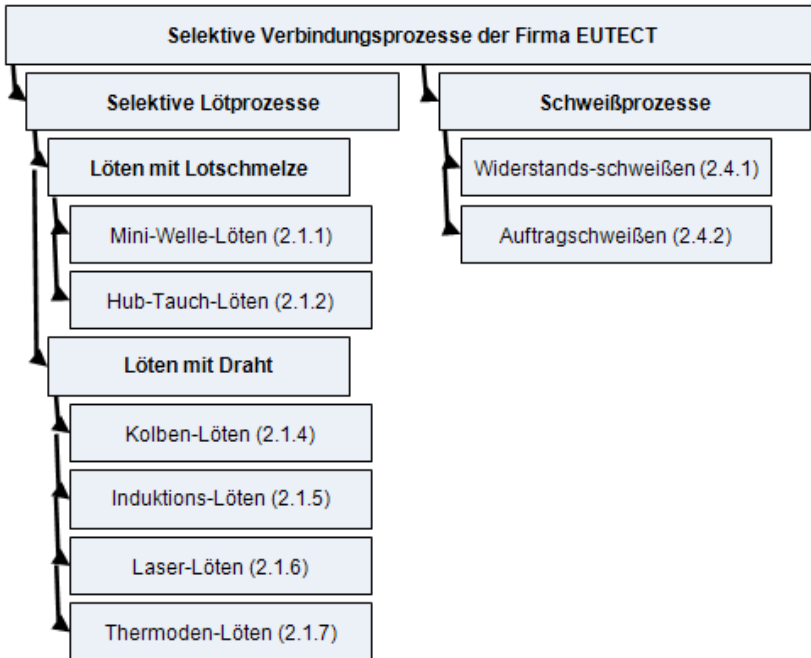 Selektive Verbindungsprozesse der Firma EUTECT
Selektive Lötprozesse
Löten mit Lotschmelze
Mini-Welle-Löten (2.1.1)
Hub-Tauch-Löten (2.1.2)
Löten mit Draht
Kolben-Löten (2.1.4)
Induktions-Löten (2.1.5)
Laser-Löten (2.1.6)
Thermoden-Löten (2.1.7)
Schweißprozesse
Widerstands-schweißen (2.4.1)
Auftragschweißen (2.4.2)